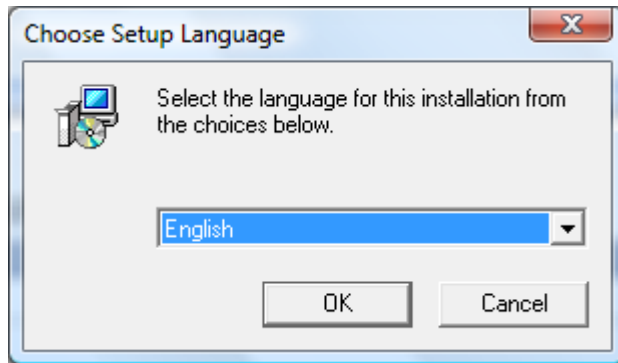 Choose Setup Language
Select the language for this installation from
the choices below.
English
OK
Cancel